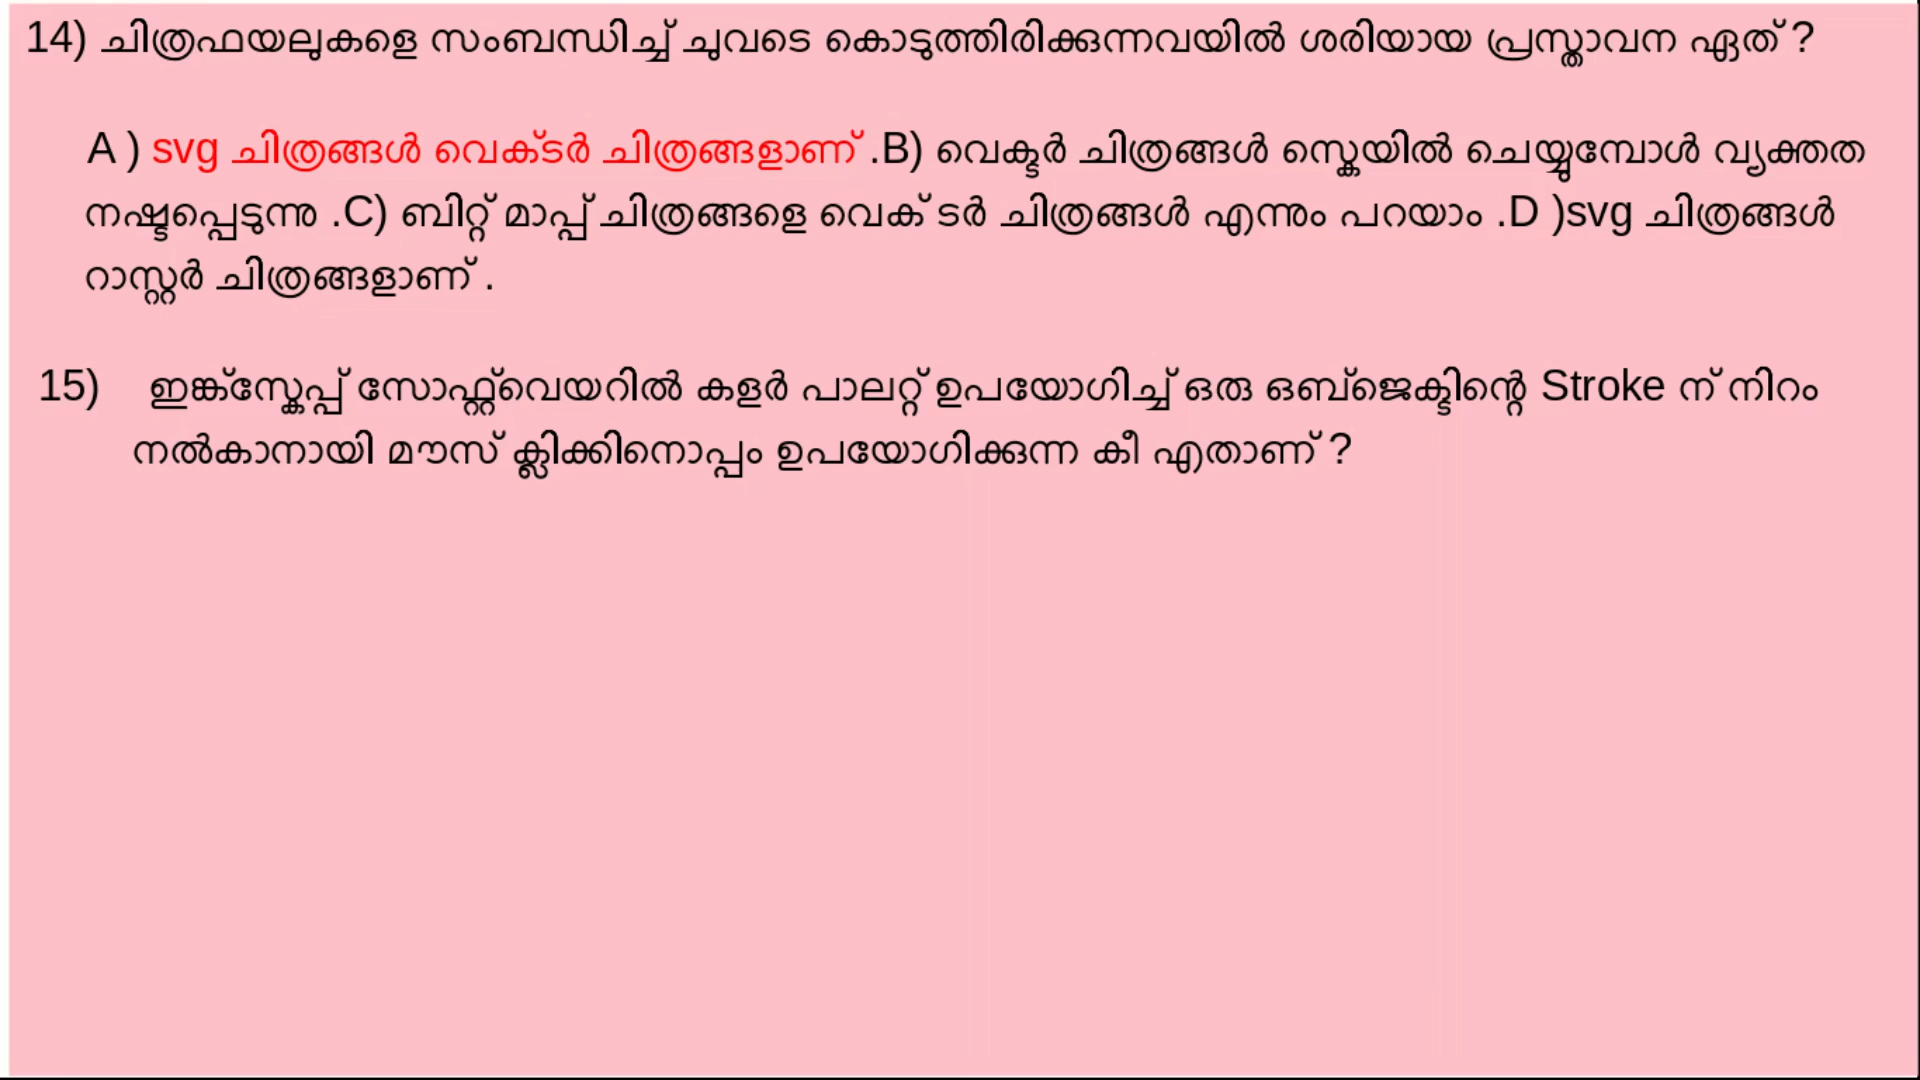 14) ചിത്രഫയലുകളെ സംബന്ധിച്ച് ചുവടെ കൊടുത്തിരിക്കുന്നവയിൽ ശരിയായ പ്രസ്താവന ഏത് ?
A ) svg ചിത്രങ്ങൾ വെക്‌ടർ ചിത്രങ്ങളാണ് .B) വെക്ടർ ചിത്രങ്ങൾ സ്കെയിൽ ചെയ്യുമ്പോൾ വ്യക്തത
നഷ്ടപ്പെടുന്നു .C) ബിറ്റ് മാപ്പ് ചിത്രങ്ങളെ വെക് ടർ ചിത്രങ്ങൾ എന്നും പറയാം .D )svg ചിത്രങ്ങൾ
റാസ്റ്റർ ചിത്രങ്ങളാണ് .
15) ഇങ്ക്‌സ്കേപ്പ് സോഫ്റ്റ്‌വെയറിൽ കളർ പാലറ്റ് ഉപയോഗിച്ച് ഒരു ഒബ്‌ജെക്ടിന്റെ Stroke ന് നിറം
നൽകാനായി മൗസ് ക്ലിക്കിനൊപ്പം ഉപയോഗിക്കുന്ന കീ എതാണ് ?